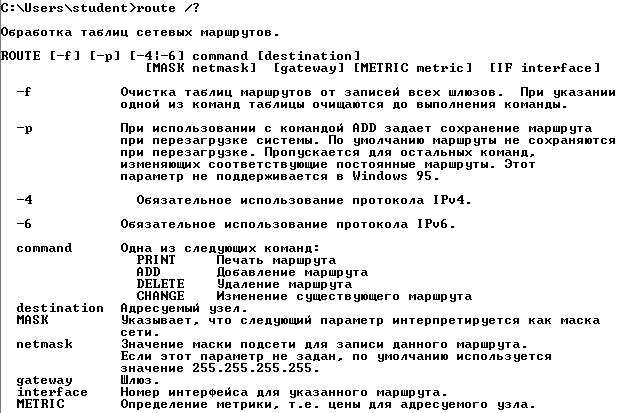 C:\Users\student>route /?
Обработка таблиц сетевых маршрутов.
ROUTE [-f] [-p] [-4¦-6] command [destination]
[MASK netmask] [gateway] [METRIC metric] [IF interface]
-f Очистка таблиц маршрутов от записей всех шлюзов. При указании
одной из команд таблицы очищаются до выполнения команды.
-p При использовании с командой ADD задает сохранение маршрута
при перезагрузке системы. По умолчанию маршруты не сохраняются
при перезагрузке. Пропускается для остальных команд,
изменяющих соответствующие постоянные маршруты. Этот
параметр не поддерживается в Windows 95.
-4 Обязательное использование протокола IPv4.
-6 Обязательное использование протокола IPv6.
command Одна из следующих команд:
PRINT Печать маршрута
ADD Добавление маршрута
DELETE Удаление маршрута
CHANGE Изменение существующего маршрута
destination Адресуемый узел.
MASK Указывает, что следующий параметр интерпретируется как маска
сети.
netmask Значение маски подсети для записи данного маршрута.
Если этот параметр не задан, по умолчанию используется
значение 255.255.255.255.
gateway Шлюз.
interface Номер интерфейса для указанного маршрута.
METRIC Определение метрики, т.е. цены для адресуемого узла.